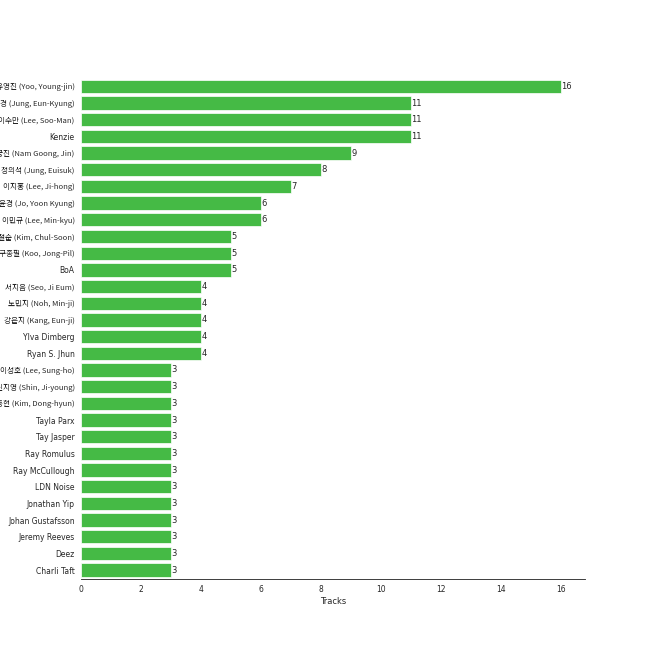 유영진 (Yoo, Young-jin) 16
경 (Jung, Eun-Kyung) 11
이수만 (Lee, Soo-Man) 11
Kenzie 11
궁진 (Nam Goong, Jin) 9
정의석 (Jung, Euisuk) 8
이지홍 (Lee, Ji-hong) 7
윤경 (Jo, Yoon Kyung) 6
이민규 (Lee, Min-kyu) 6
철순 (Kim, Chul-Soon) 5
구종필 (Koo, Jong-Pil) 5
BoA 5
서지음 (Seo, Ji Eum) 4
노민지 (Noh, Min-ji) 4
강은지 (Kang, Eun-ji) 4
Ylva Dimberg 4
Ryan S. Jhun 4
이성호 (Lee, Sung-ho) 3
신지영 (Shin, Ji-young) 3
동현 (Kim, Dong-hyun) 3
Tayla Parx 3
Tay Jasper 3
Ray Romulus 3
Ray McCullough 3
LDN Noise 3
Jonathan Yip 3
Johan Gustafsson 3
Jeremy Reeves 3
Deez 3
Charli Taft 3
0 2 4 6 8 10 12 14 16
Tracks